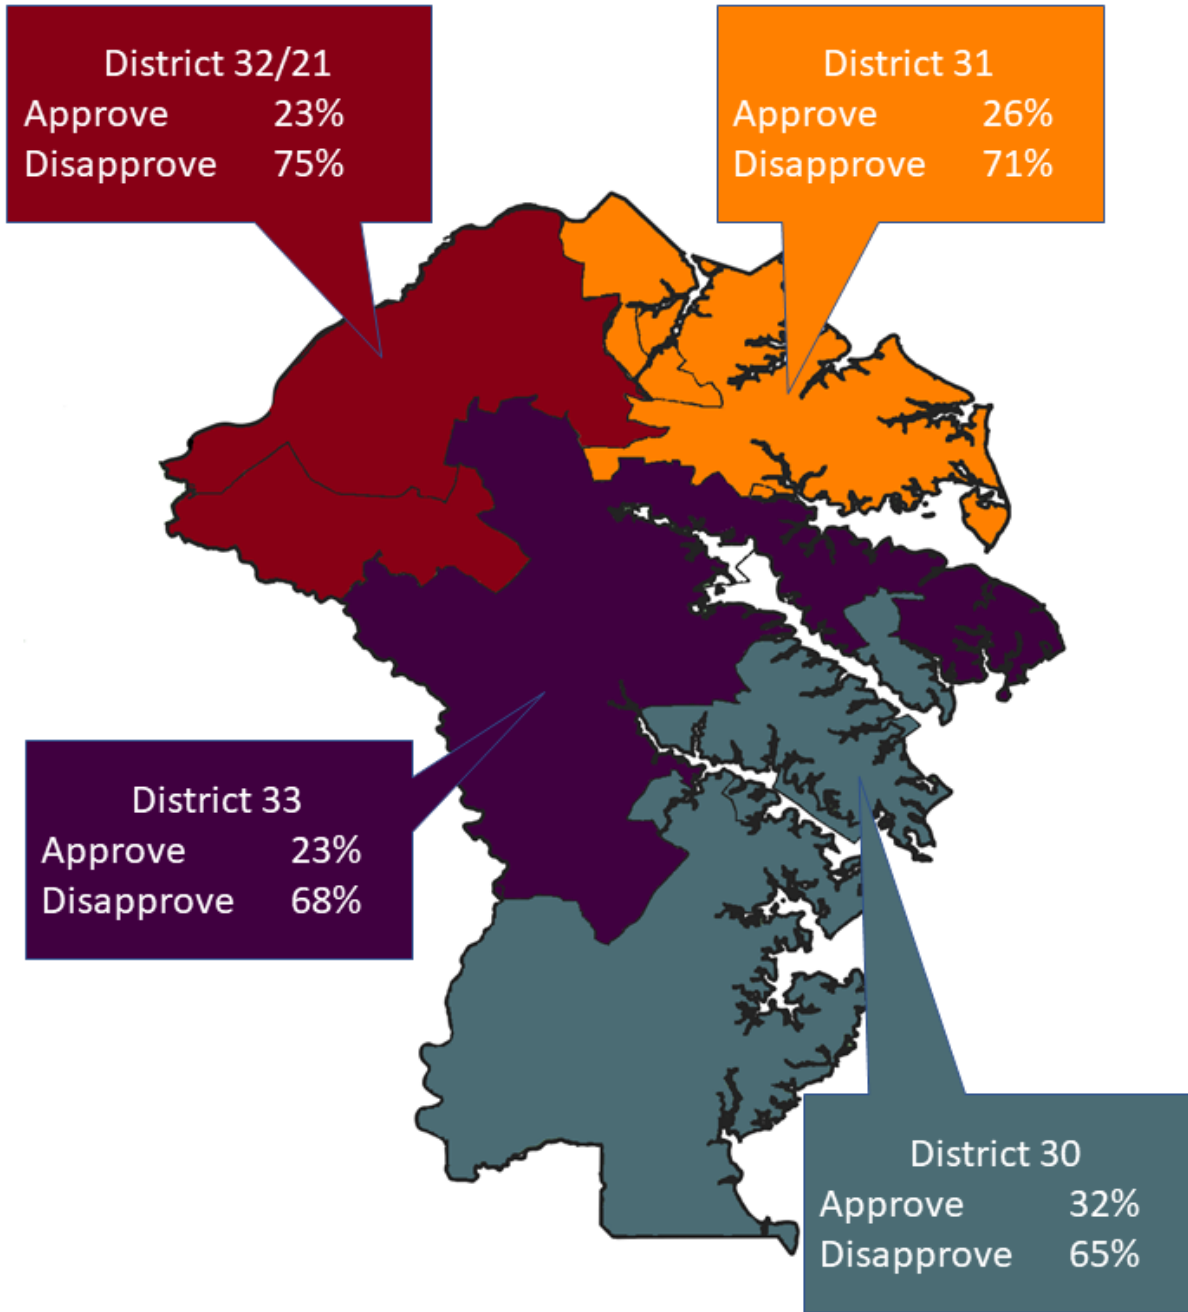 District 32/21
Approve 23%
Disapprove 75%
District 31
Approve 26%
Disapprove 71%
District 33
Approve 23%
Disapprove 68%
District 30
Approve 32%
Disapprove 65%